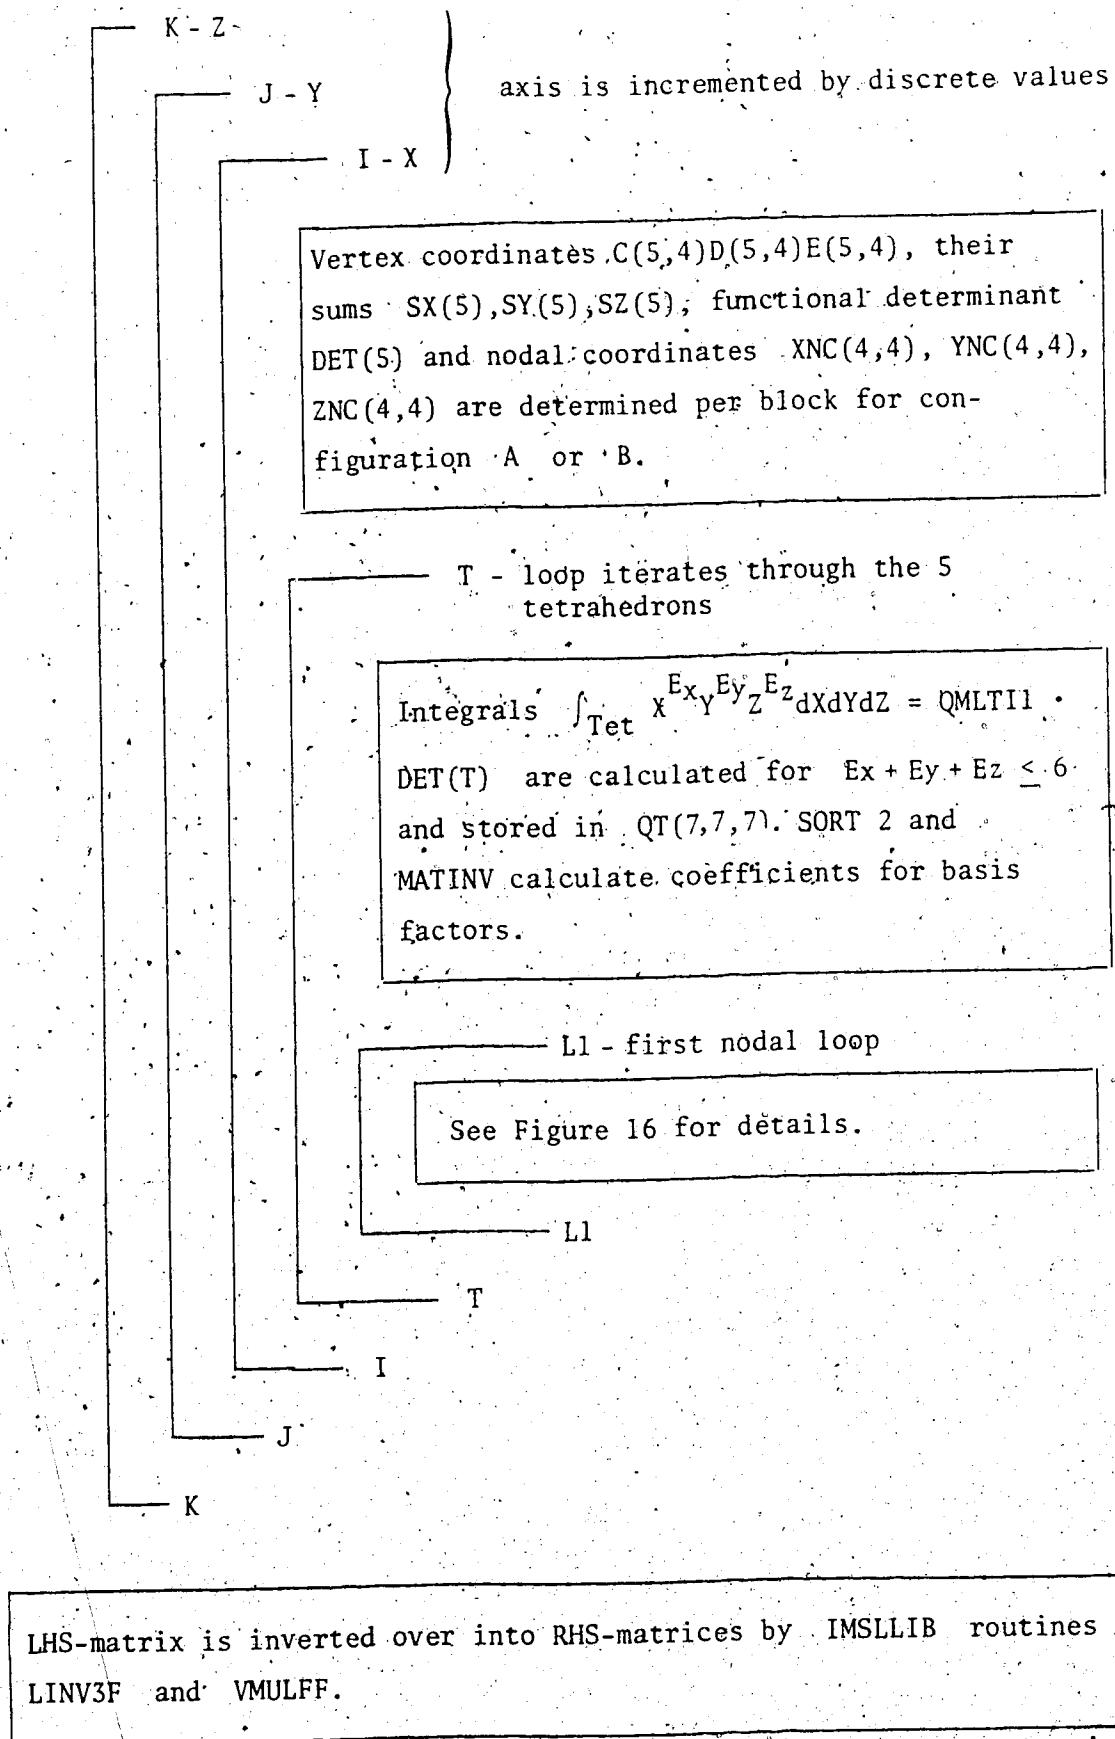 K - Z
J - Y
axis is incremented by discrete values
I - X
Vertex coordinates C(5,4)D(5,4)E(5,4), their
sums SX(5),SY(5),SZ(5), functional determinant
DET(5) and nodal coordinates XNC(4,4), YNC(4,4),
ZNC(4,4) are determined per block for con-
figuration A or B.
T - loop iterates through the 5
tetrahedrons
Integrals ∫Tet X^Ex Y^Ey Z^Ez dXdYdZ = QMLTI1 ·
DET(T) are calculated for Ex + Ey + Ez ≤ 6
and stored in QT(7,7,7). SORT 2 and
MATINV calculate coefficients for basis
factors.
L1 - first nodal loop
See Figure 16 for details.
L1
T
I
J
K
LHS-matrix is inverted over into RHS-matrices by IMSLLIB routines
LINV3F and VMULFF.